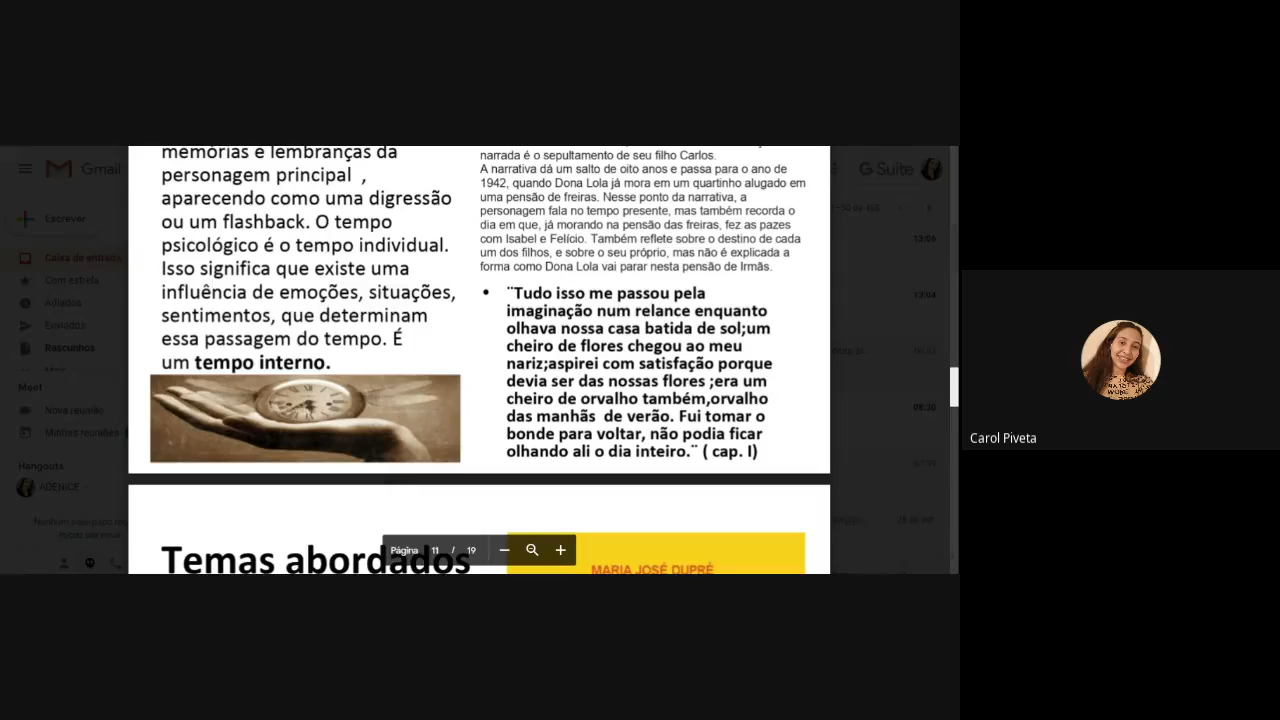 memórias e lembranças da
personagem principal ,
aparecendo como uma digressão
ou um flashback. O tempo
psicológico é o tempo individual.
Isso significa que existe uma
influência de emoções, situações,
sentimentos, que determinam
essa passagem do tempo. É
um tempo interno.
narrada é o sepultamento de seu filho Carlos.
A narrativa dá um salto de oito anos e passa para o ano de
1942, quando Dona Lola já mora em um quartinho alugado em
uma pensão de freiras. Nesse ponto da narrativa, a
personagem fala no tempo presente, mas também recorda o
dia em que, já morando na pensão das freiras, fez as pazes
com Isabel e Felício. Também reflete sobre o destino de cada
um dos filhos, e sobre o seu próprio, mas não é explicada a
forma como Dona Lola vai parar nesta pensão de Irmãs.
• ¨Tudo isso me passou pela
imaginação num relance enquanto
olhava nossa casa batida de sol;um
cheiro de flores chegou ao meu
nariz;aspirei com satisfação porque
devia ser das nossas flores ;era um
cheiro de orvalho também,orvalho
das manhãs de verão. Fui tomar o
bonde para voltar, não podia ficar
olhando ali o dia inteiro.¨ ( cap. I)
Temas abordados
MARIA JOSÉ DUPRÉ
Página 11 / 19
Gmail
Escrever
Caixa de entrada
Com estrela
Adiados
Enviados
Rascunhos
Meet
Nova reunião
Minhas reuniões
Hangouts
ADENICE
G Suite
13:06
13:04
08:30
Carol Piveta